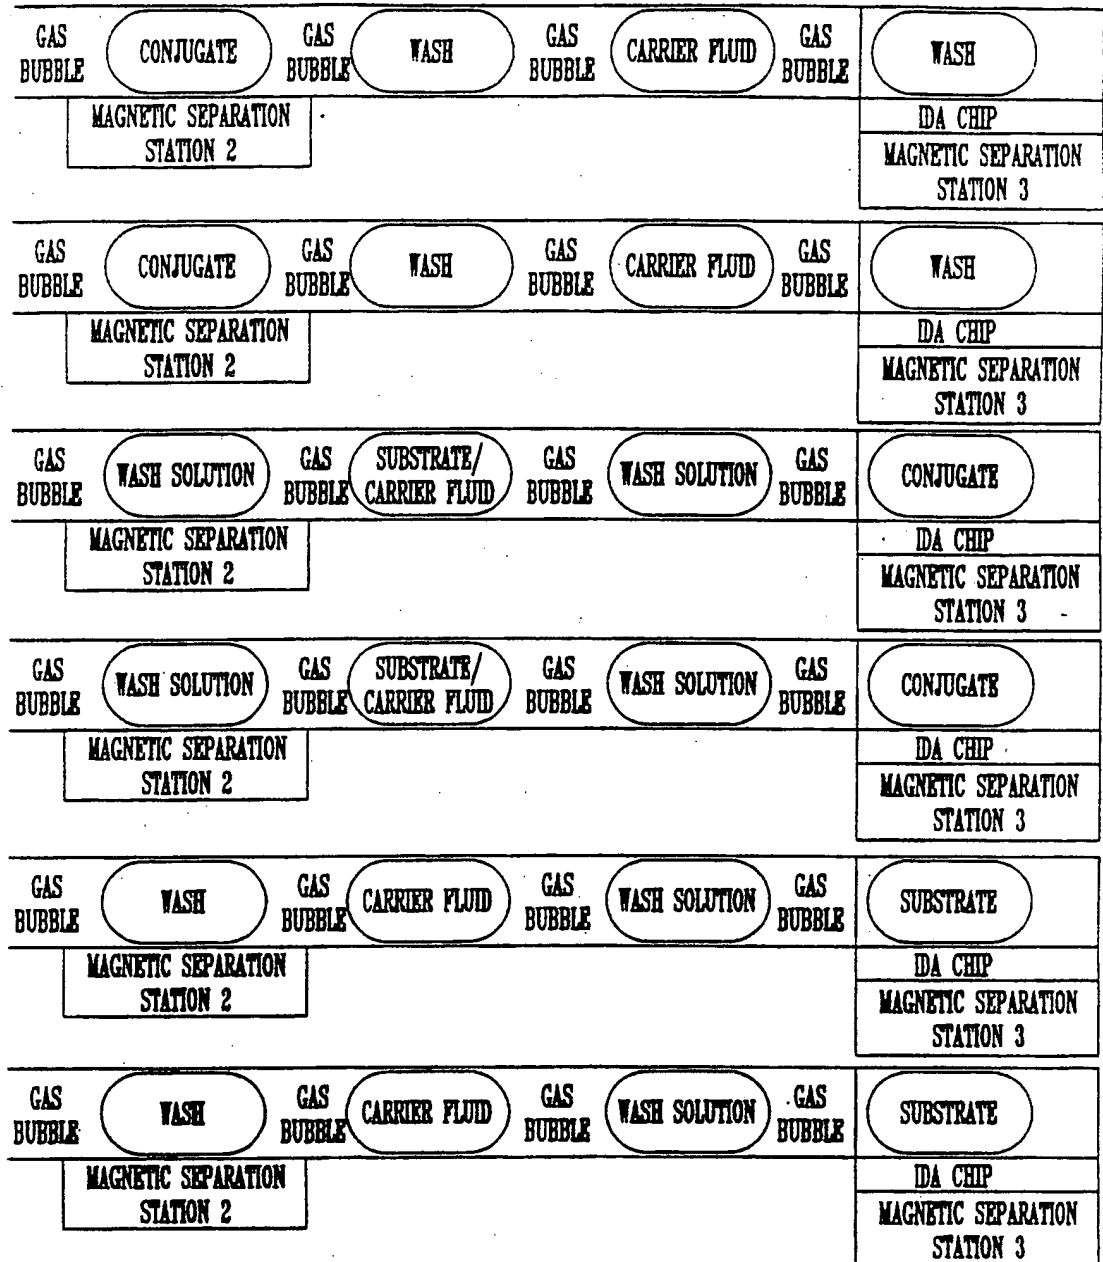 GAS BUBBLE CONJUGATE GAS BUBBLE WASH GAS BUBBLE CARRIER FLUID GAS BUBBLE WASH
MAGNETIC SEPARATION STATION 2
IDA CHIP
MAGNETIC SEPARATION STATION 3
GAS BUBBLE CONJUGATE GAS BUBBLE WASH GAS BUBBLE CARRIER FLUID GAS BUBBLE WASH
MAGNETIC SEPARATION STATION 2
IDA CHIP
MAGNETIC SEPARATION STATION 3
GAS BUBBLE WASH SOLUTION GAS BUBBLE SUBSTRATE/ CARRIER FLUID GAS BUBBLE WASH SOLUTION GAS BUBBLE CONJUGATE
MAGNETIC SEPARATION STATION 2
IDA CHIP
MAGNETIC SEPARATION STATION 3
GAS BUBBLE WASH SOLUTION GAS BUBBLE SUBSTRATE/ CARRIER FLUID GAS BUBBLE WASH SOLUTION GAS BUBBLE CONJUGATE
MAGNETIC SEPARATION STATION 2
IDA CHIP
MAGNETIC SEPARATION STATION 3
GAS BUBBLE WASH GAS BUBBLE CARRIER FLUID GAS BUBBLE WASH SOLUTION GAS BUBBLE SUBSTRATE
MAGNETIC SEPARATION STATION 2
IDA CHIP
MAGNETIC SEPARATION STATION 3
GAS BUBBLE WASH GAS BUBBLE CARRIER FLUID GAS BUBBLE WASH SOLUTION GAS BUBBLE SUBSTRATE
MAGNETIC SEPARATION STATION 2
IDA CHIP
MAGNETIC SEPARATION STATION 3